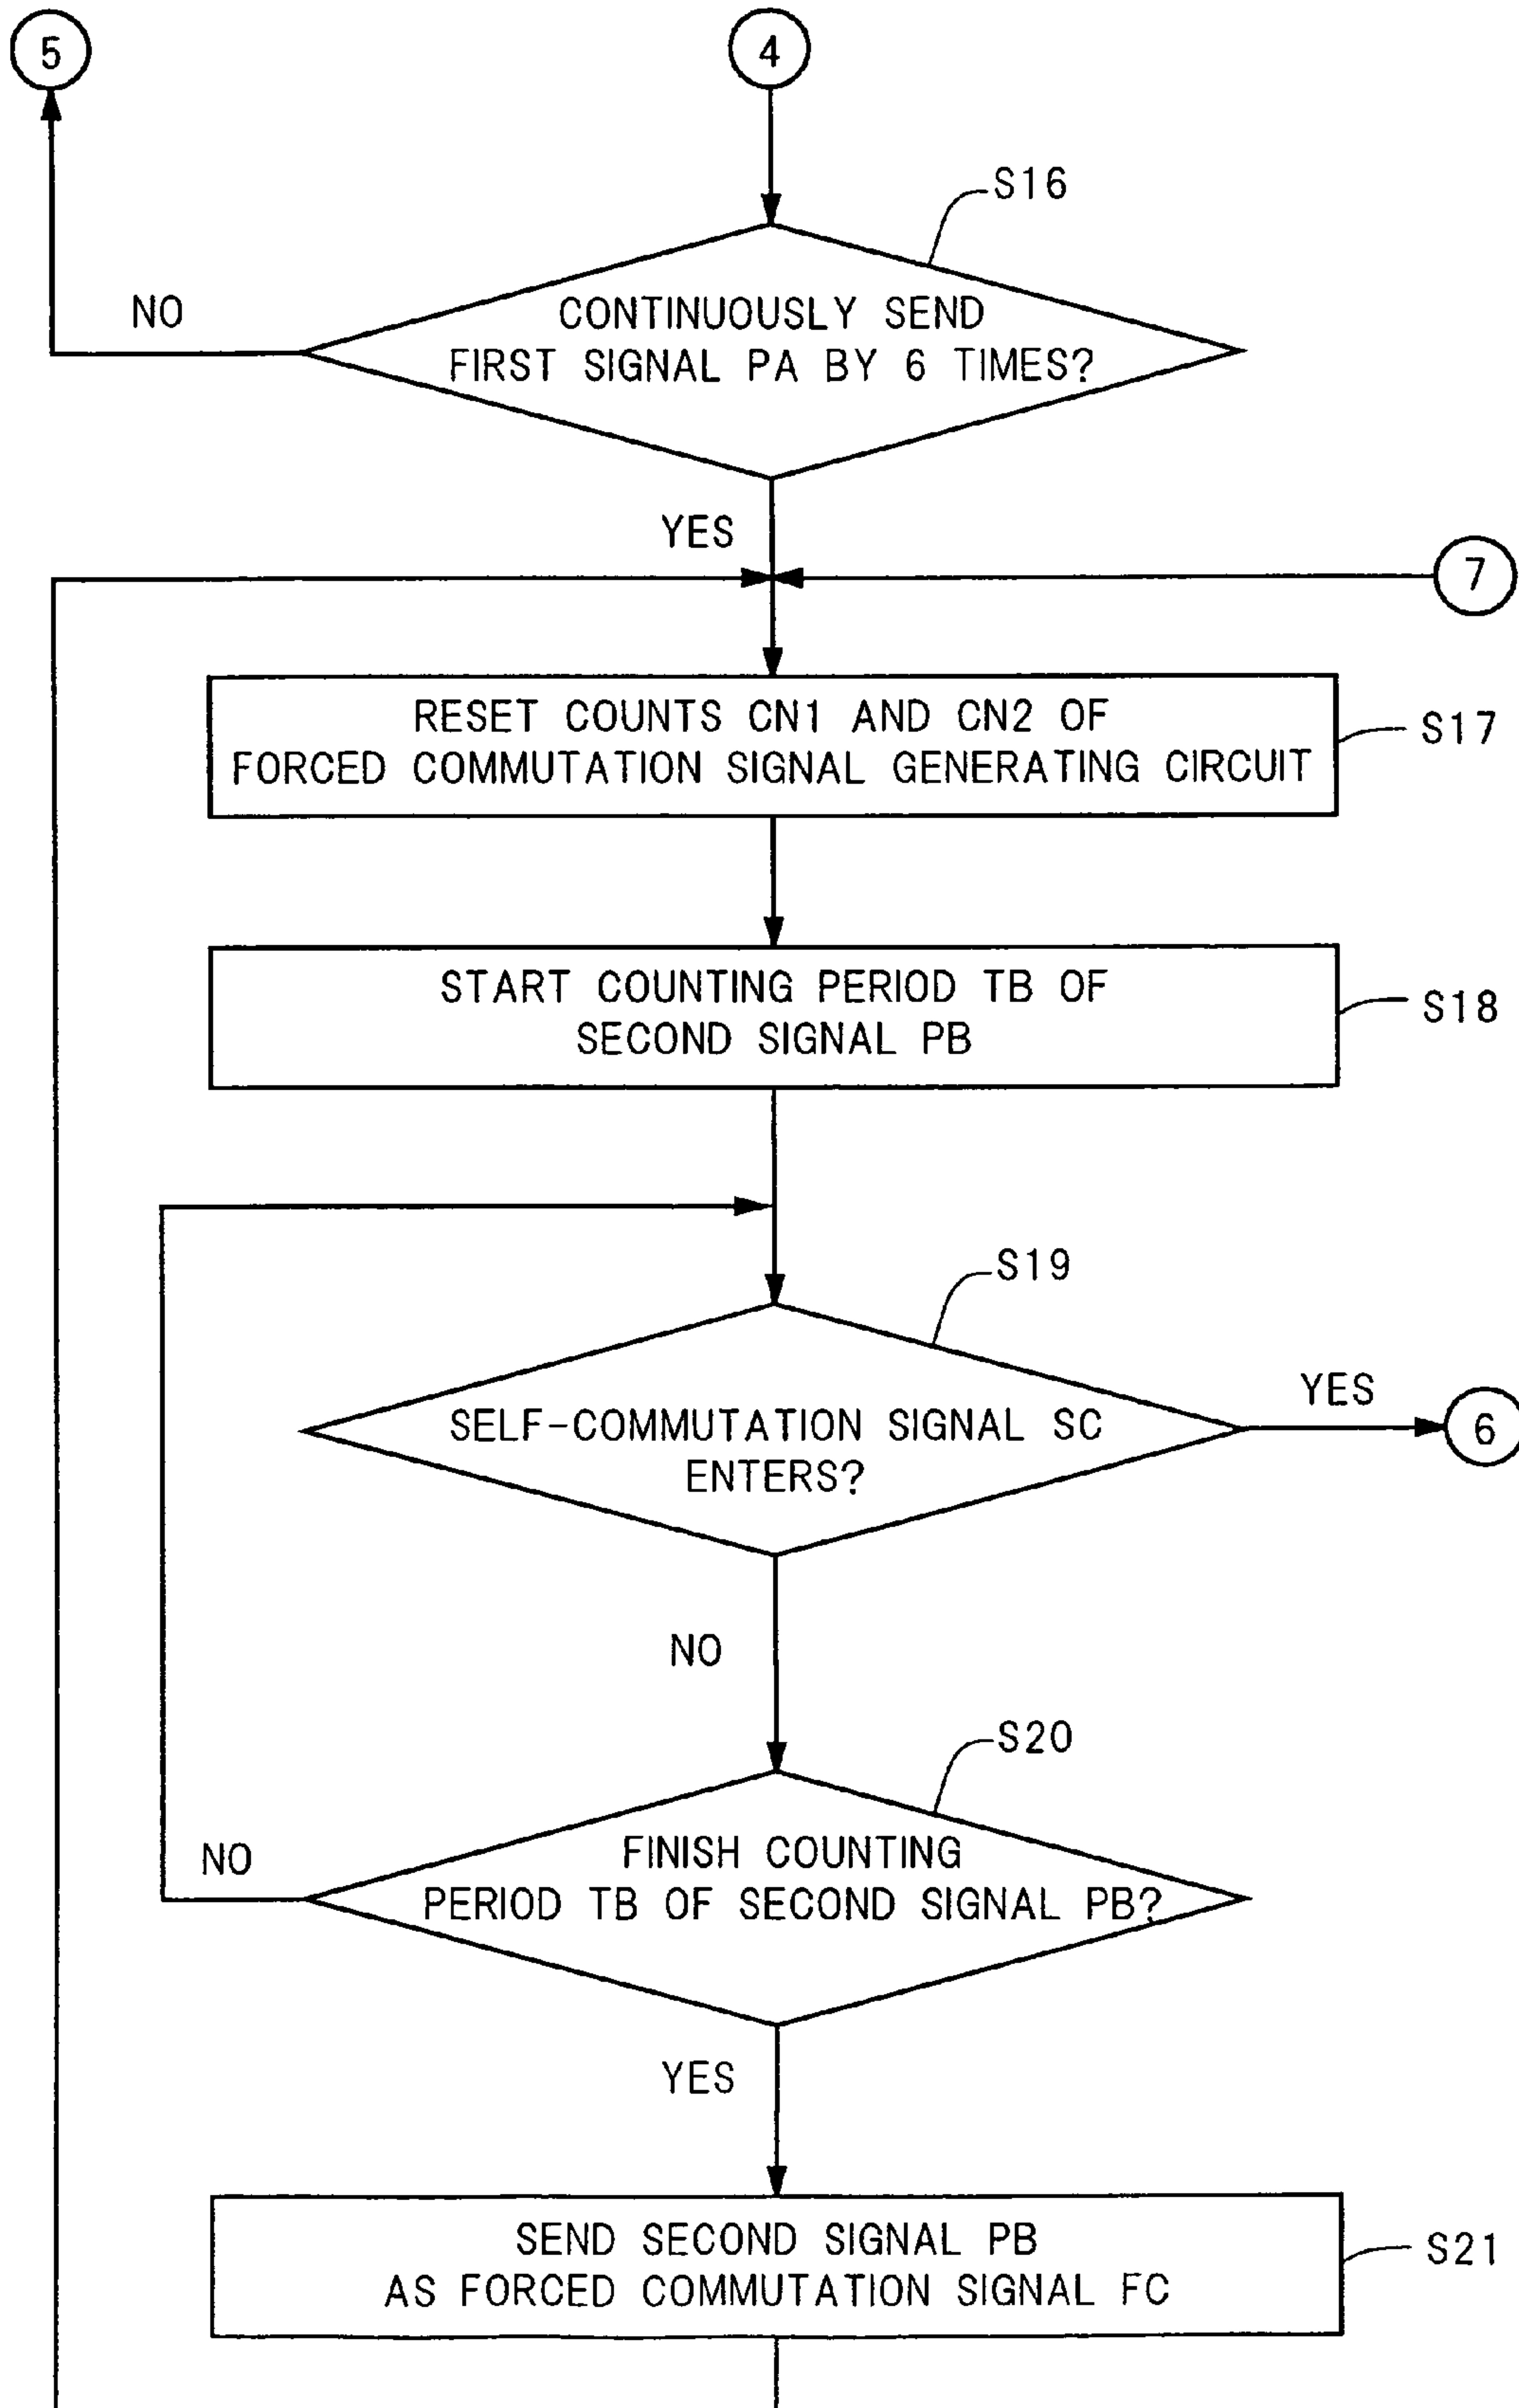 5
4
S16
CONTINUOUSLY SEND
FIRST SIGNAL PA BY 6 TIMES?
NO
YES
7
RESET COUNTS CN1 AND CN2 OF
FORCED COMMUTATION SIGNAL GENERATING CIRCUIT
S17
START COUNTING PERIOD TB OF
SECOND SIGNAL PB
S18
S19
SELF-COMMUTATION SIGNAL SC
ENTERS?
YES
6
NO
S20
FINISH COUNTING
PERIOD TB OF SECOND SIGNAL PB?
NO
YES
SEND SECOND SIGNAL PB
AS FORCED COMMUTATION SIGNAL FC
S21